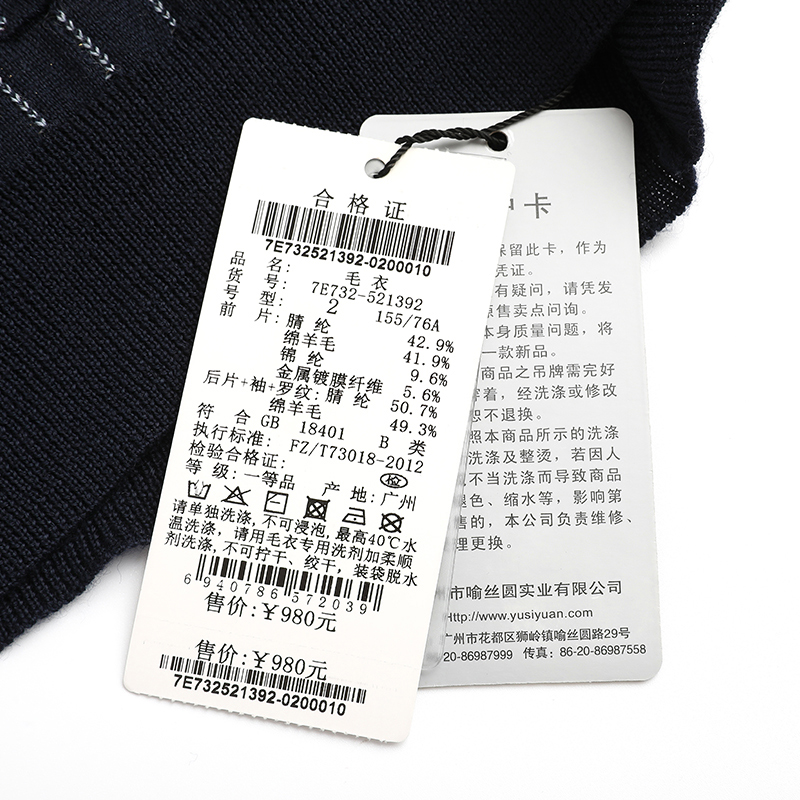 合格证
7E732521392-0200010
品 名: 毛衣
货 号: 7E732-521392
号 型: 2 155/76A
前 片: 腈 纶 42.9%
绵羊毛 41.9%
锦 纶 9.6%
金属镀膜纤维 5.6%
后片+袖+罗纹: 腈 纶 50.7%
绵羊毛 49.3%
符 合 GB 18401 B 类
执行标准: FZ/T73018-2012
检验合格证: 检
等 级: 一等品 产 地: 广州
请单独洗涤,不可浸泡,最高40℃水
温洗涤, 请用毛衣专用洗剂加柔顺
剂洗涤,不可拧干、绞干, 装袋脱水
6 940786 572039
售价:¥980元
售价:¥980元
7E732521392-0200010
卡
保留此卡，作为
凭证。
有疑问，请凭发
原售卖点问询。
本身质量问题，将
一款新品。
商品之吊牌需完好
穿着，经洗涤或修改
恕不退换。
照本商品所示的洗涤
洗涤及整烫，若因人
不当洗涤而导致商品
褪色、缩水等，影响第
售的，本公司负责维修、
理更换。
市喻丝圆实业有限公司
http://www.yusiyuan.com
广州市花都区狮岭镇喻丝圆路29号
20-86987999 传真：86-20-86987558